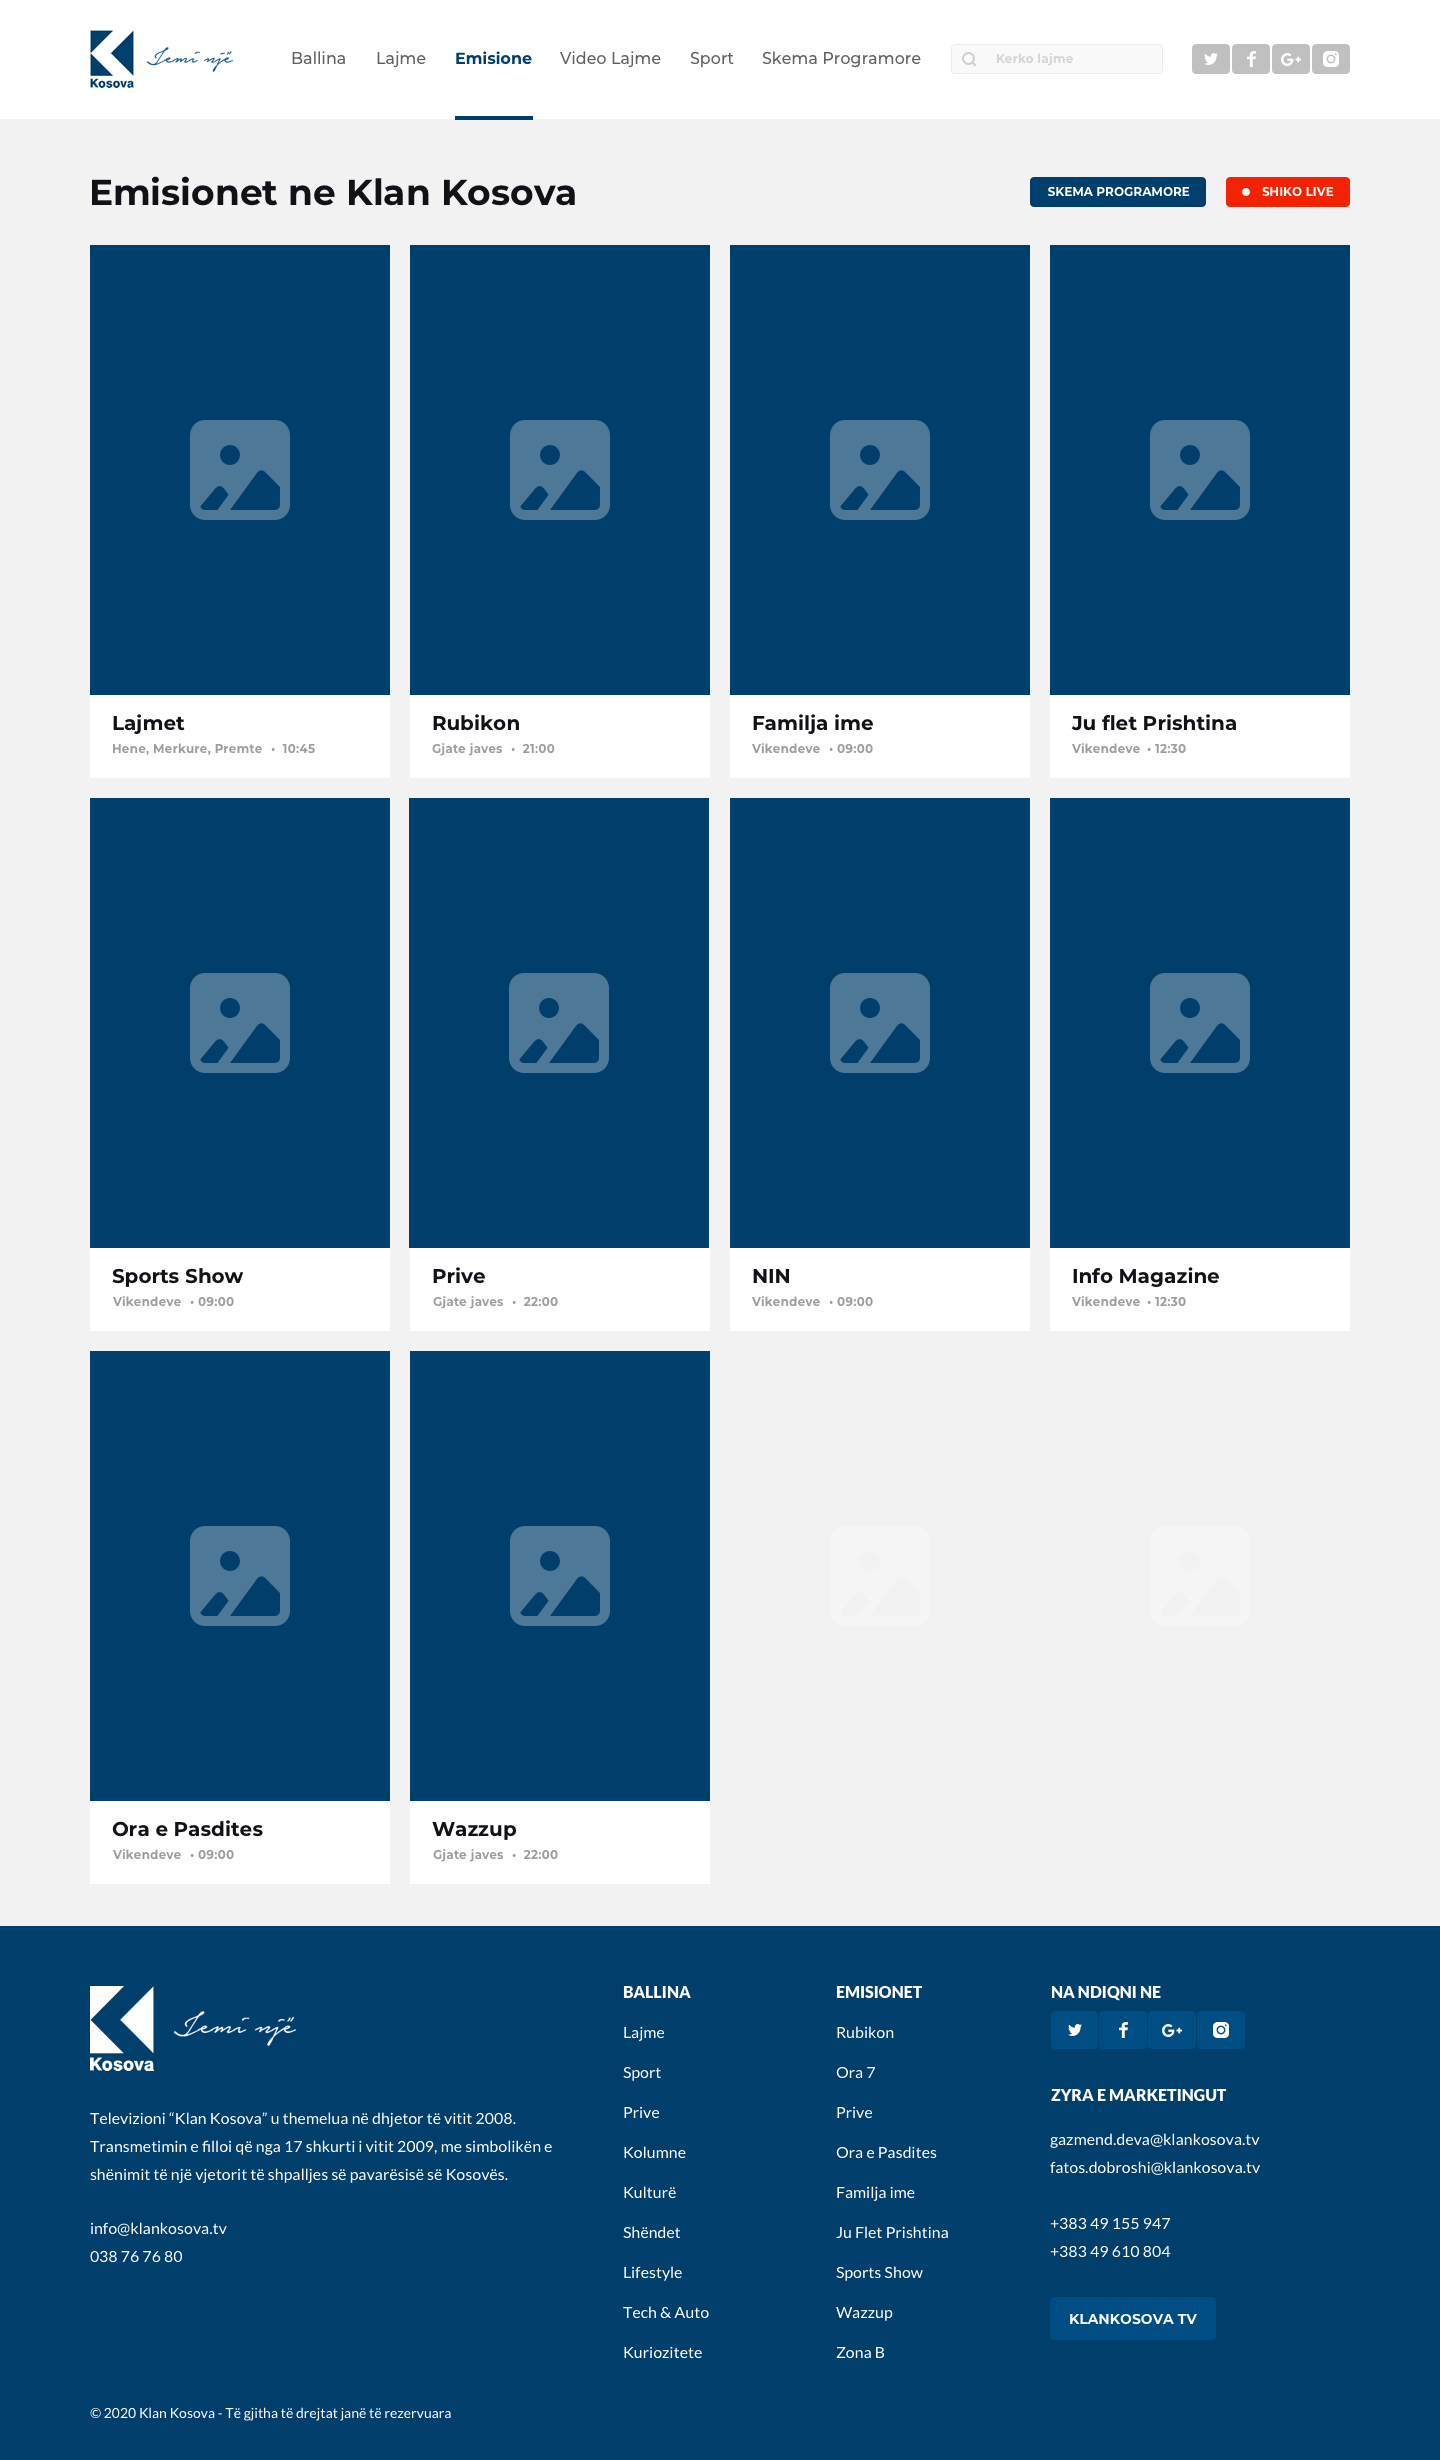 Kosova
Jemi një
Ballina
Lajme
Emisione
Video Lajme
Sport
Skema Programore
Kerko lajme
Emisionet ne Klan Kosova
SKEMA PROGRAMORE
SHIKO LIVE
Lajmet
Hene, Merkure, Premte • 10:45
Rubikon
Gjate javes • 21:00
Familja ime
Vikendeve • 09:00
Ju flet Prishtina
Vikendeve • 12:30
Sports Show
Vikendeve • 09:00
Prive
Gjate javes • 22:00
NIN
Vikendeve • 09:00
Info Magazine
Vikendeve • 12:30
Ora e Pasdites
Vikendeve • 09:00
Wazzup
Gjate javes • 22:00
Kosova
Jemi një
Televizioni “Klan Kosova” u themelua në dhjetor të vitit 2008.
Transmetimin e filloi që nga 17 shkurti i vitit 2009, me simbolikën e
shënimit të një vjetorit të shpalljes së pavarësisë së Kosovës.
info@klankosova.tv
038 76 76 80
BALLINA
Lajme
Sport
Prive
Kolumne
Kulturë
Shëndet
Lifestyle
Tech & Auto
Kuriozitete
EMISIONET
Rubikon
Ora 7
Prive
Ora e Pasdites
Familja ime
Ju Flet Prishtina
Sports Show
Wazzup
Zona B
NA NDIQNI NE
ZYRA E MARKETINGUT
gazmend.deva@klankosova.tv
fatos.dobroshi@klankosova.tv
+383 49 155 947
+383 49 610 804
KLANKOSOVA TV
© 2020 Klan Kosova - Të gjitha të drejtat janë të rezervuara